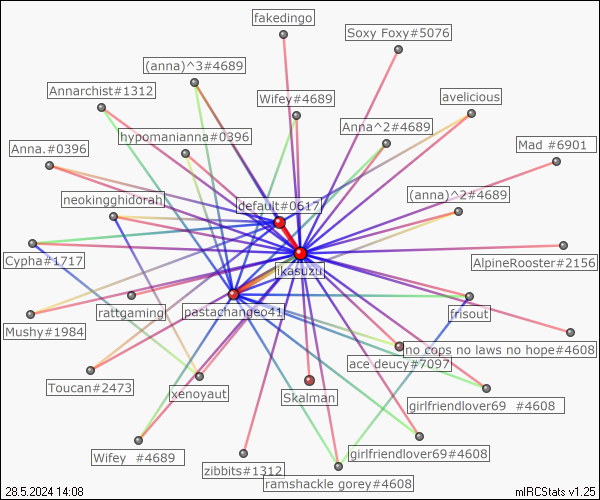 fakedingo
Soxy Foxy#5076
(anna)^3#4689
Annarchist#1312
Wifey#4689
avelicious
Anna^2#4689
hypomanianna#0396
Mad  #6901
Anna.#0396
neokingghidorah
(anna)^2#4689
default#0617
Cypha#1717
ikasuzu
AlpineRooster#2156
rattgaming
pastachangeo41
frisout
Mushy#1984
no cops no laws no hope#4608
ace deucy#7097
Toucan#2473
xenoyaut
Skalman
girlfriendlover69  #4608
girlfriendlover69#4608
Wifey  #4689
zibbits#1312
ramshackle gorey#4608
28.5.2024 14:08
mIRCStats v1.25